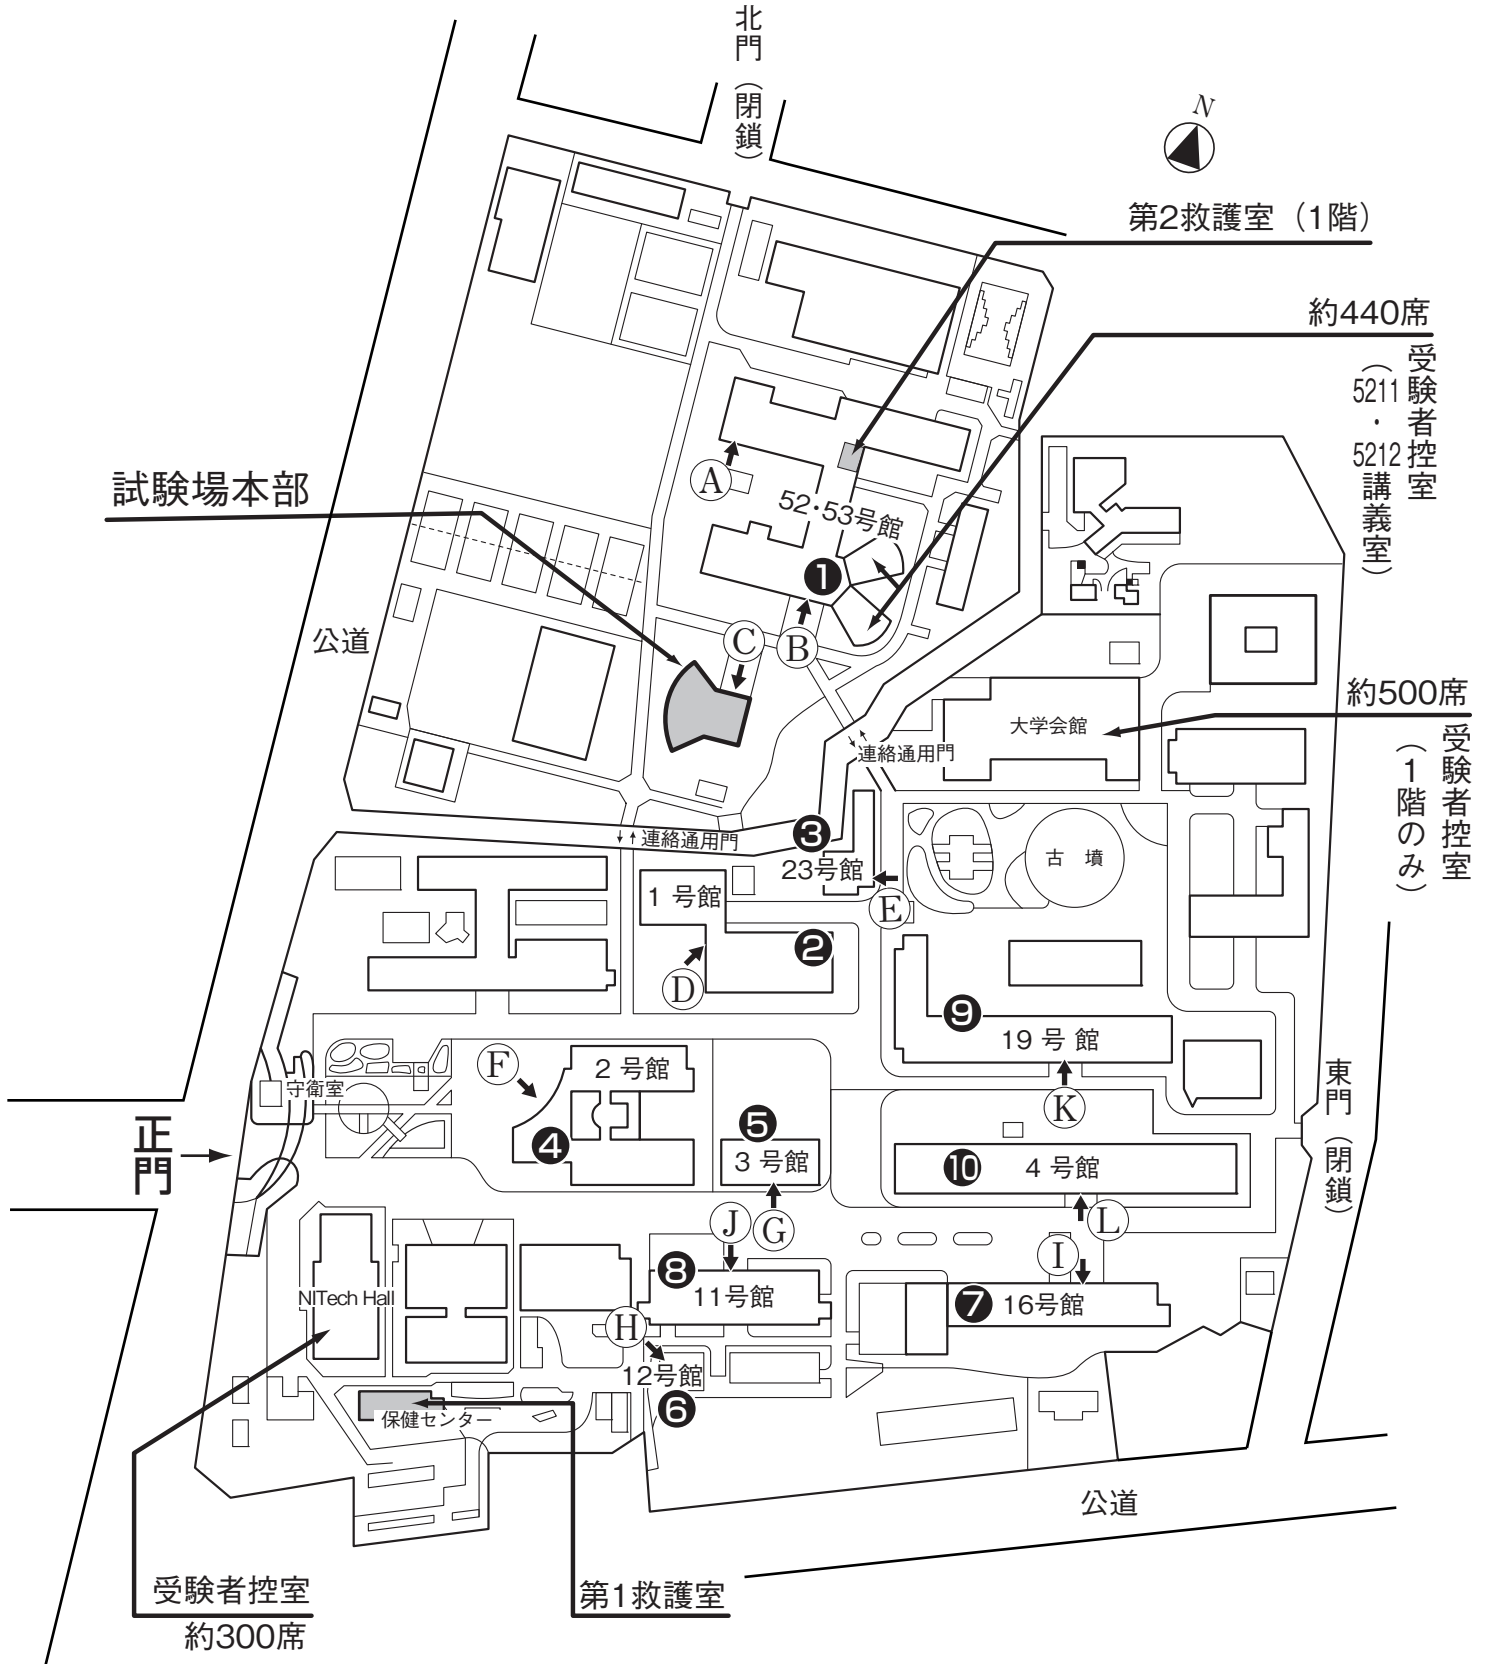 北門（閉鎖）
N
第2救護室（1階）
約440席
受験者控室
（5211・5212講義室）
試験場本部
A
52・53号館
❶
公道
C
B
約500席
受験者控室
（1階のみ）
大学会館
連絡通用門
❸
連絡通用門
23号館
古 墳
1 号館
E
❷
D
❾
19 号 館
F
2 号館
守衛室
K
東門（閉鎖）
正門
❺
❹
3 号館
❿
4 号館
J
G
L
I
❽
11号館
NITech Hall
❼
16号館
H
12号館
❻
保健センター
公道
受験者控室
約300席
第1救護室